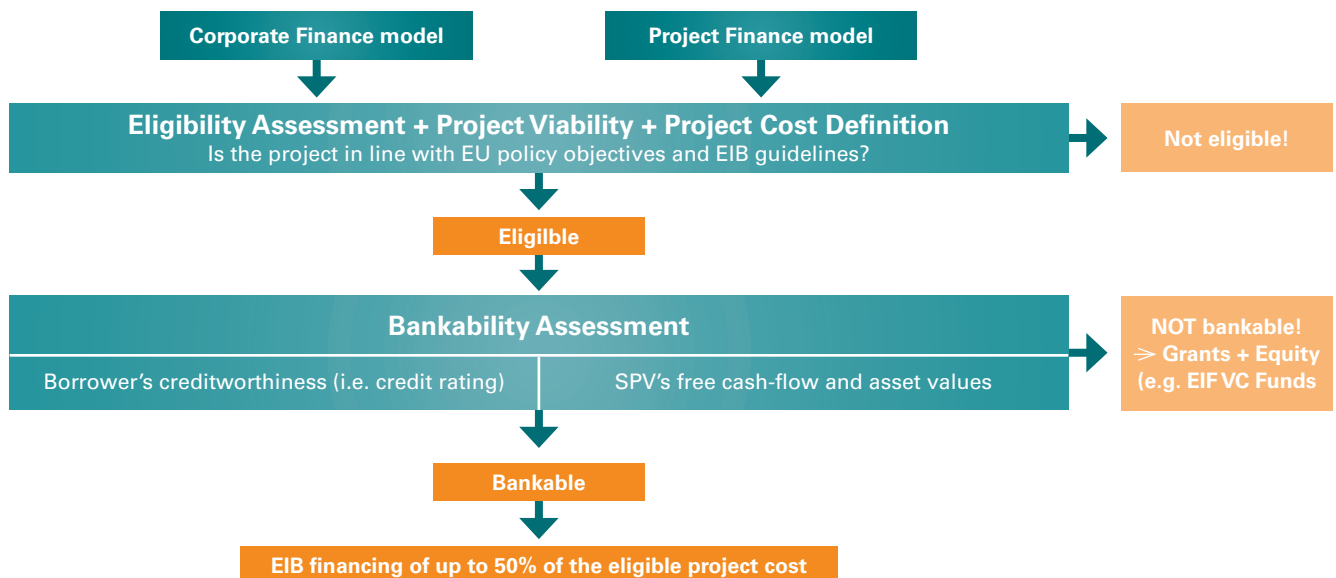 Corporate Finance model
Project Finance model
Eligibility Assessment + Project Viability + Project Cost Definition
Is the project in line with EU policy objectives and EIB guidelines?
Not eligible!
Eligilble
Bankability Assessment
Borrower's creditworthiness (i.e. credit rating)
SPV's free cash-flow and asset values
NOT bankable!
➔ Grants + Equity
(e.g. EIF VC Funds
Bankable
EIB financing of up to 50% of the eligible project cost